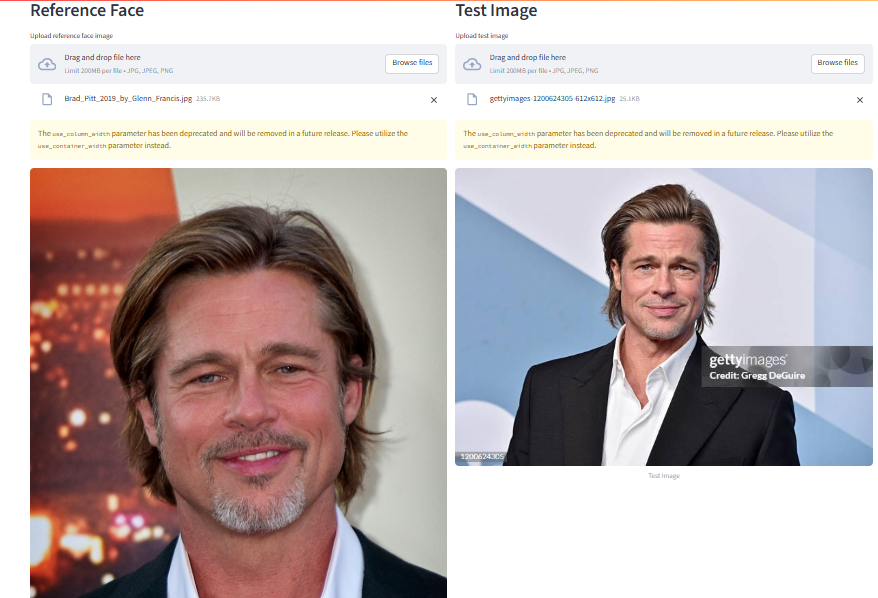 Reference Face
Upload reference face image
Drag and drop file here
Limit 200MB per file • JPG, JPEG, PNG
Browse files
Brad_Pitt_2019_by_Glenn_Francis.jpg 235.7KB
The use_column_width parameter has been deprecated and will be removed in a future release. Please utilize the
use_container_width parameter instead.
Test Image
Upload test image
Drag and drop file here
Limit 200MB per file • JPG, JPEG, PNG
Browse files
gettyimages-1200624305-612x612.jpg 25.1KB
The use_column_width parameter has been deprecated and will be removed in a future release. Please utilize the
use_container_width parameter instead.
gettyimages®
Credit: Gregg DeGuire
1200624305
Test Image